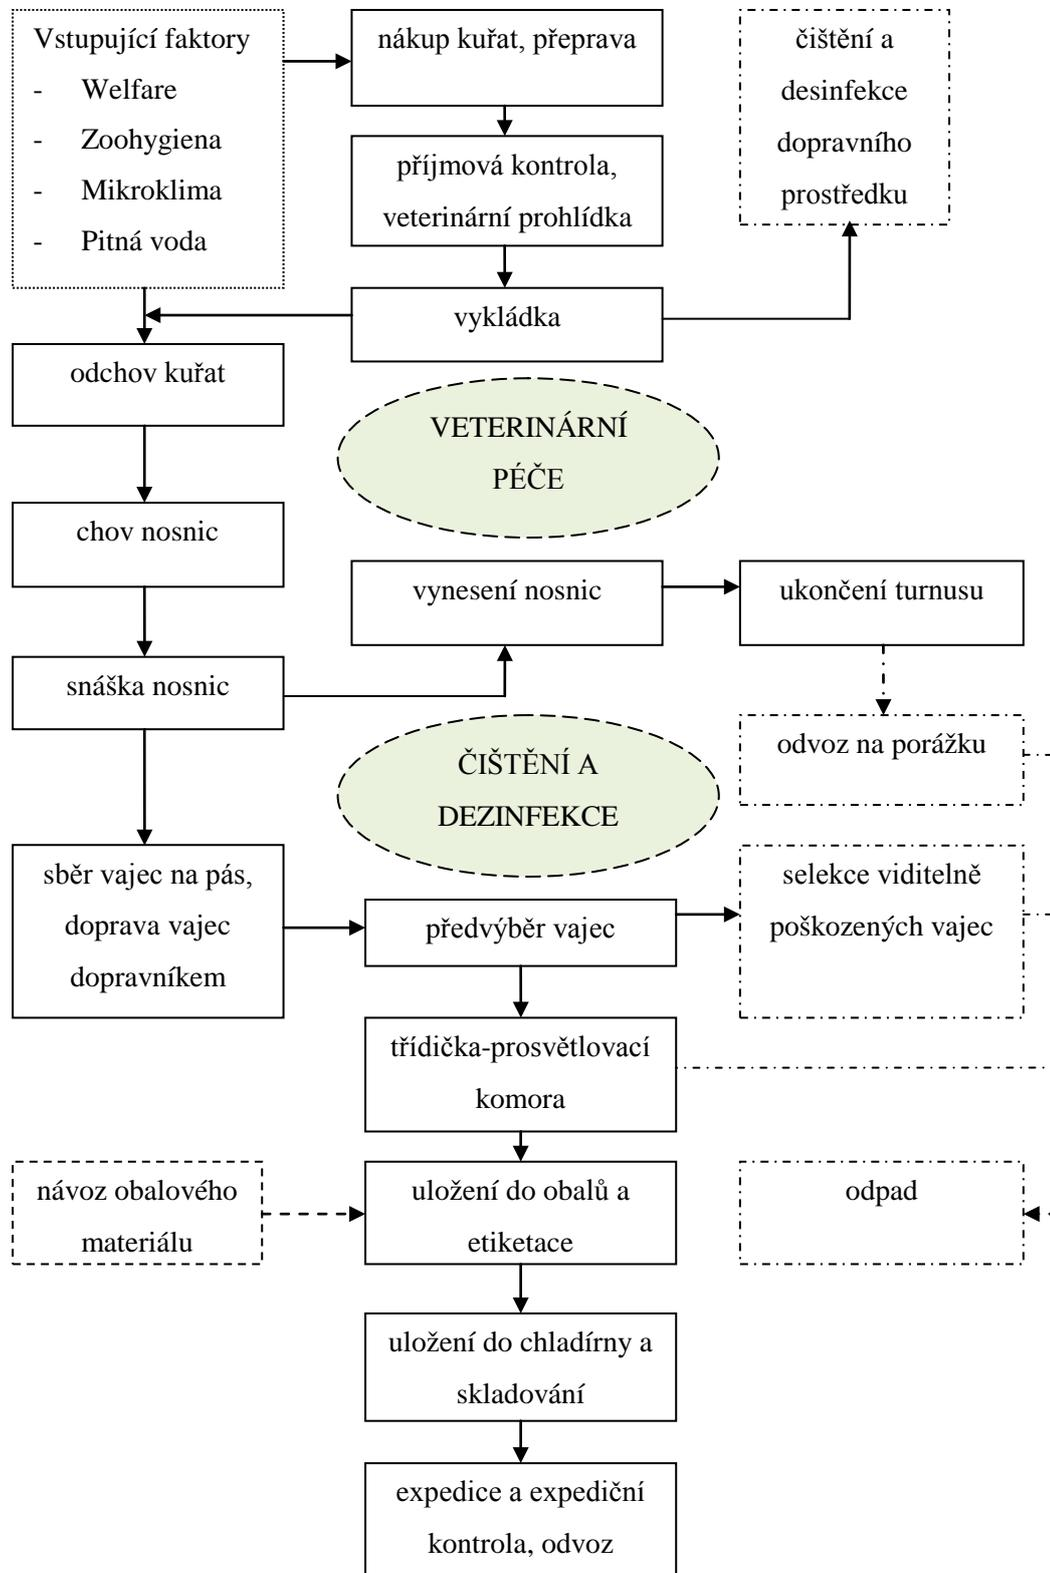 Vstupující faktory
- Welfare
- Zoohygiena
- Mikroklima
- Pitná voda
nákup kuřat, přeprava
čištění a
desinfekce
dopravního
prostředku
příjmová kontrola,
veterinární prohlídka
vykládka
odchov kuřat
VETERINÁRNÍ
PÉČE
chov nosnic
vynesení nosnic
ukončení turnusu
snáška nosnic
odvoz na porážku
ČIŠTĚNÍ A
DEZINFEKCE
sběr vajec na pás,
doprava vajec
dopravníkem
předvýběr vajec
selekce viditelně
poškozených vajec
třídička-prosvětlovací
komora
návoz obalového
materiálu
uložení do obalů a
etiketace
odpad
uložení do chladírny a
skladování
expedice a expediční
kontrola, odvoz